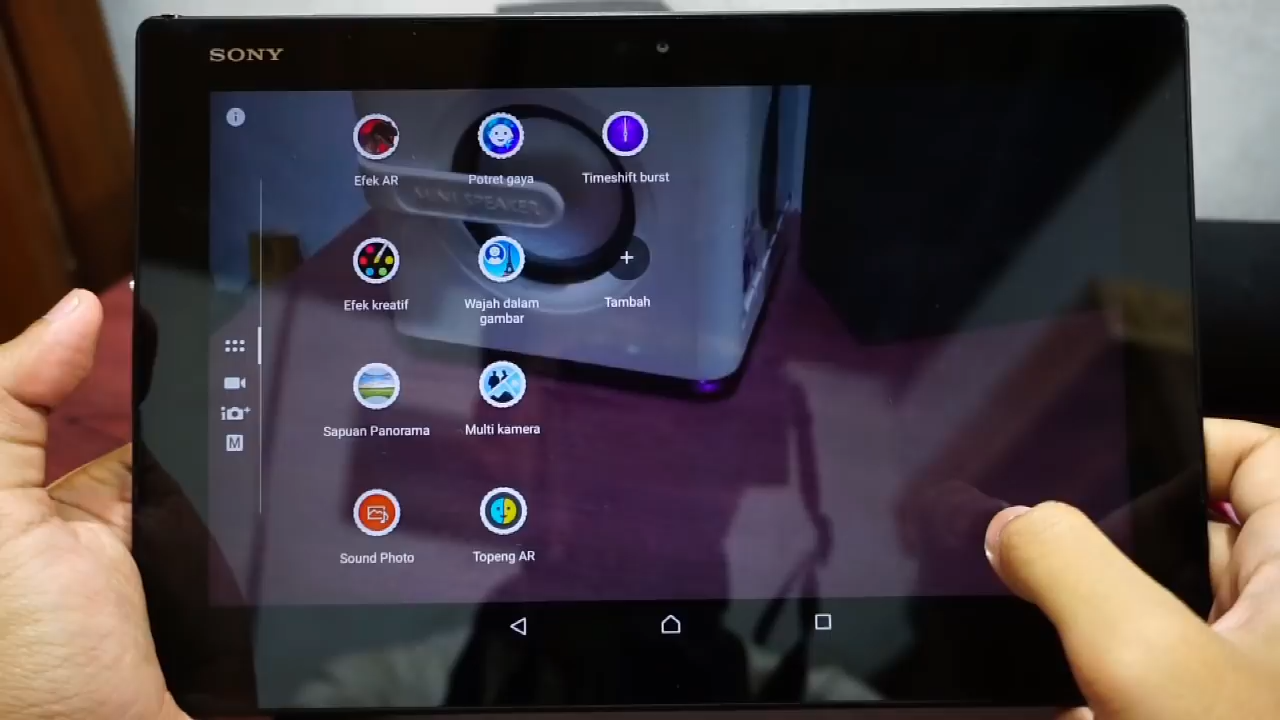 SONY
Efek AR
Potret gaya
Timeshift burst
MINI SPEAKER
Efek kreatif
Wajah dalam
gambar
Tambah
Sapuan Panorama
Multi kamera
M
Sound Photo
Topeng AR